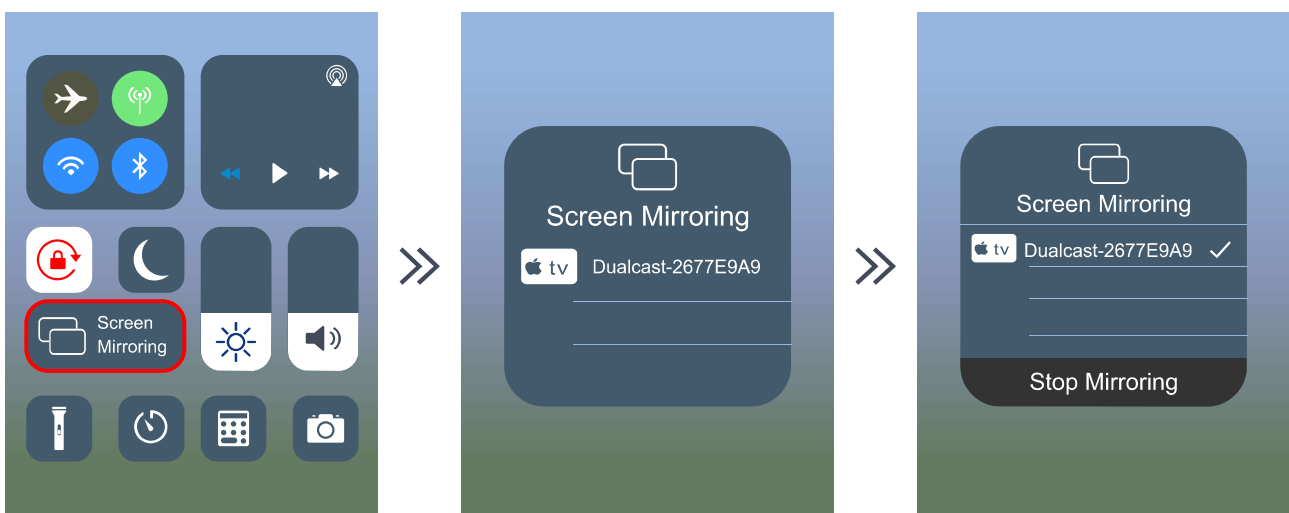 Screen
Mirroring
Screen Mirroring
tv Dualcast-2677E9A9
Screen Mirroring
tv Dualcast-2677E9A9
Stop Mirroring